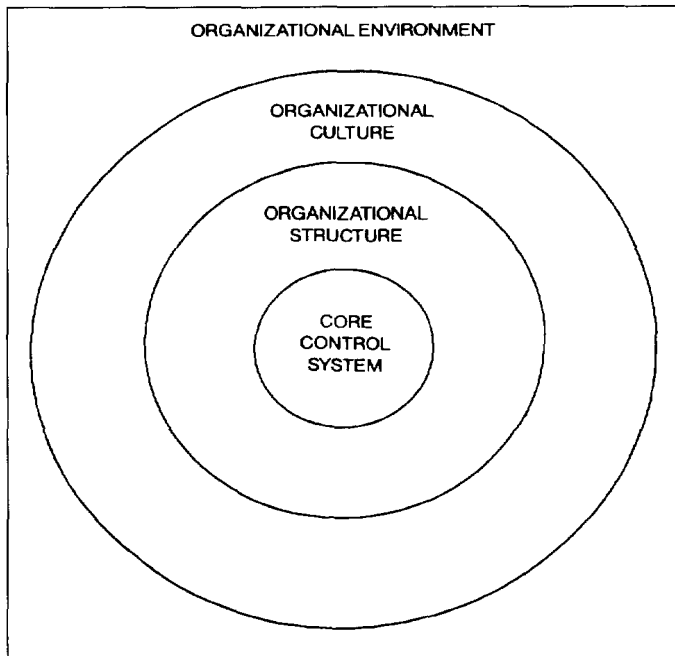 ORGANIZATIONAL ENVIRONMENT
ORGANIZATIONAL
CULTURE
ORGANIZATIONAL
STRUCTURE
CORE
CONTROL
SYSTEM